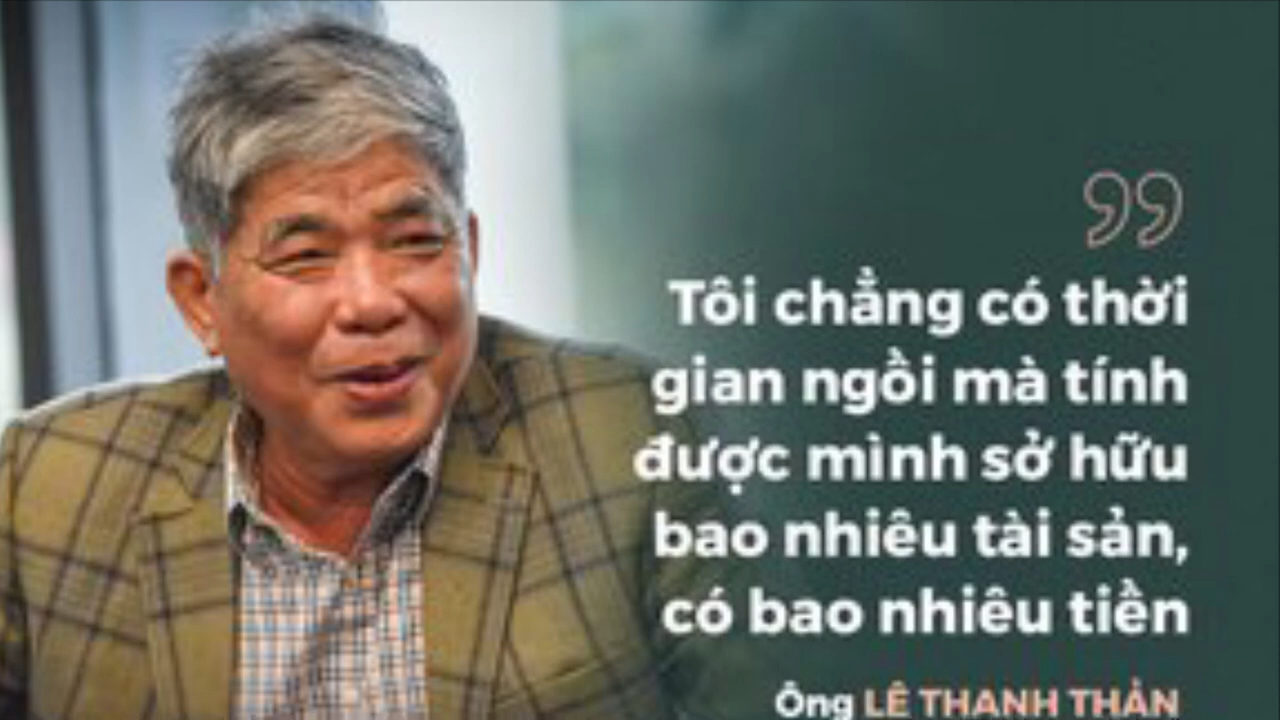 Tôi chẳng có thời
gian ngồi mà tính
được mình sở hữu
bao nhiêu tài sản,
có bao nhiêu tiền
Ông LÊ THANH THẢN